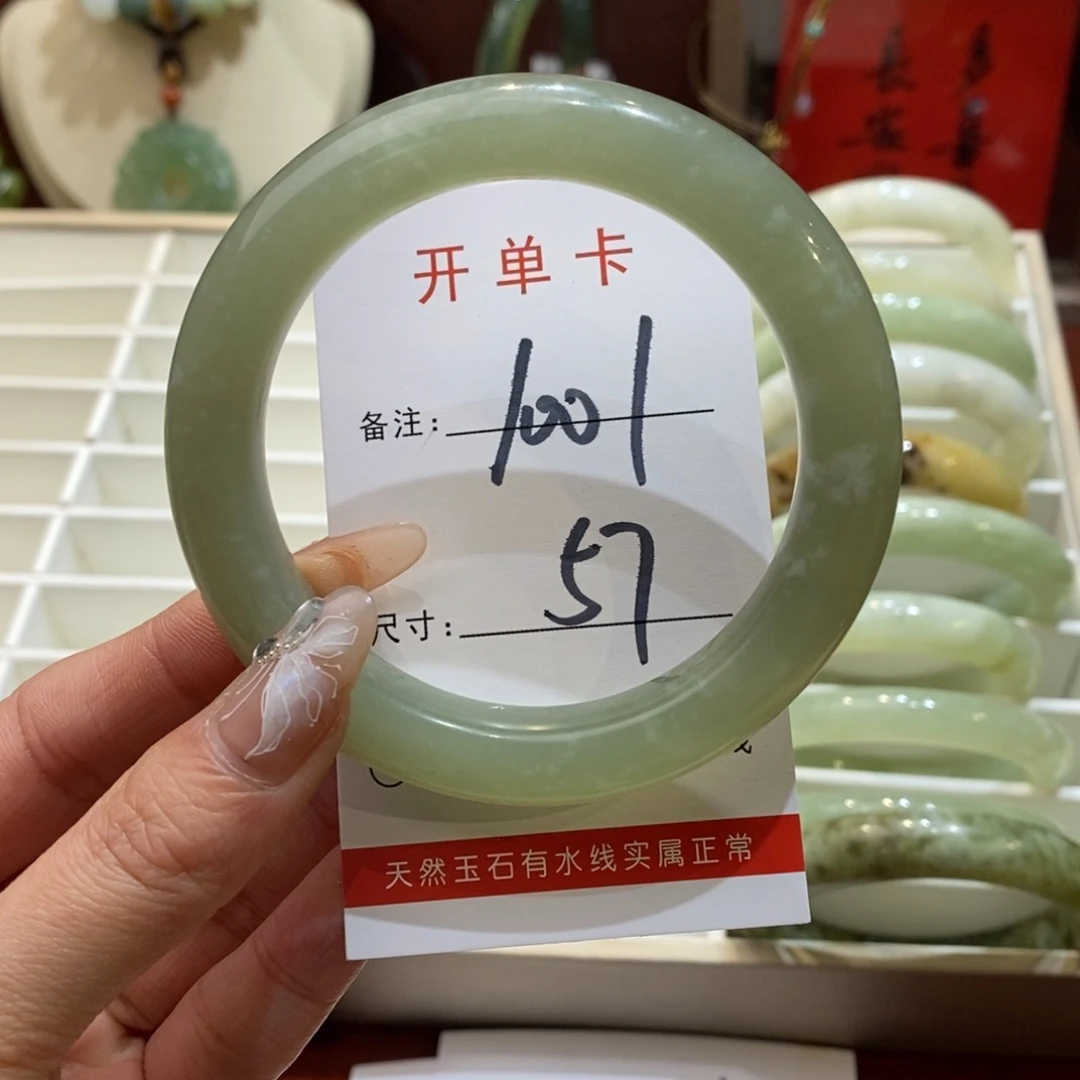 开单卡
备注: 1001
尺寸: 57
天然玉石有水线实属正常